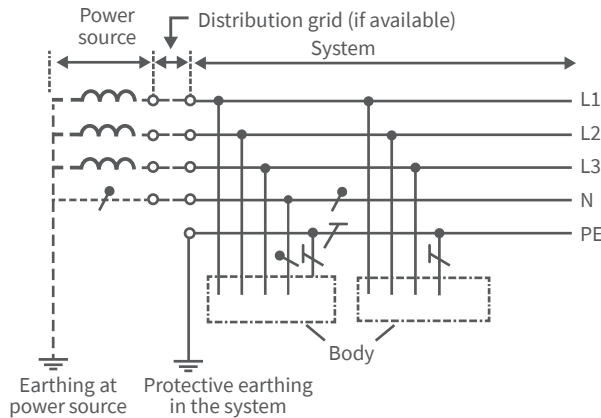 Power
source
Distribution grid (if available)
System
L1
L2
L3
N
PE
Body
Earthing at
power source
Protective earthing
in the system